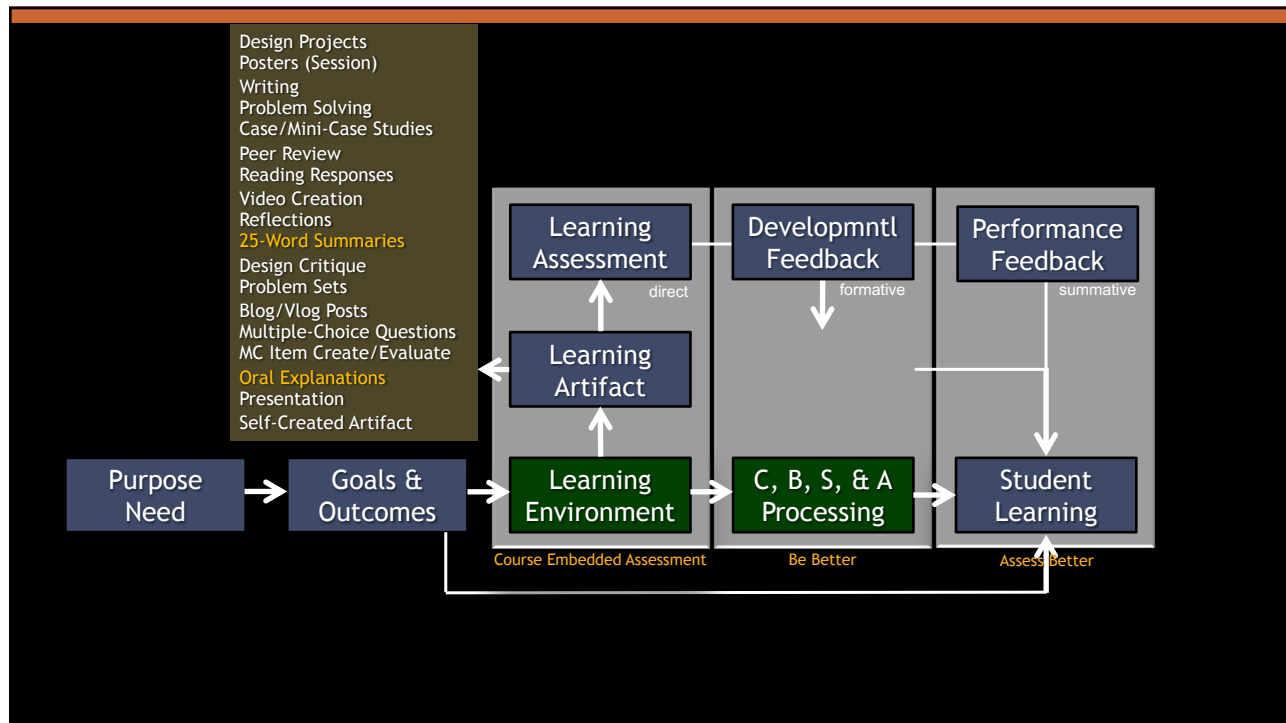 Design Projects
Posters (Session)
Writing
Problem Solving
Case/Mini-Case Studies
Peer Review
Reading Responses
Video Creation
Reflections
25-Word Summaries
Design Critique
Problem Sets
Blog/Vlog Posts
Multiple-Choice Questions
MC Item Create/Evaluate
Oral Explanations
Presentation
Self-Created Artifact
Learning
Assessment
direct
Developmntl
Feedback
formative
Performance
Feedback
summative
Learning
Artifact
Purpose
Need
Goals &
Outcomes
Learning
Environment
C, B, S, & A
Processing
Student
Learning
Course Embedded Assessment
Be Better
Assess Better